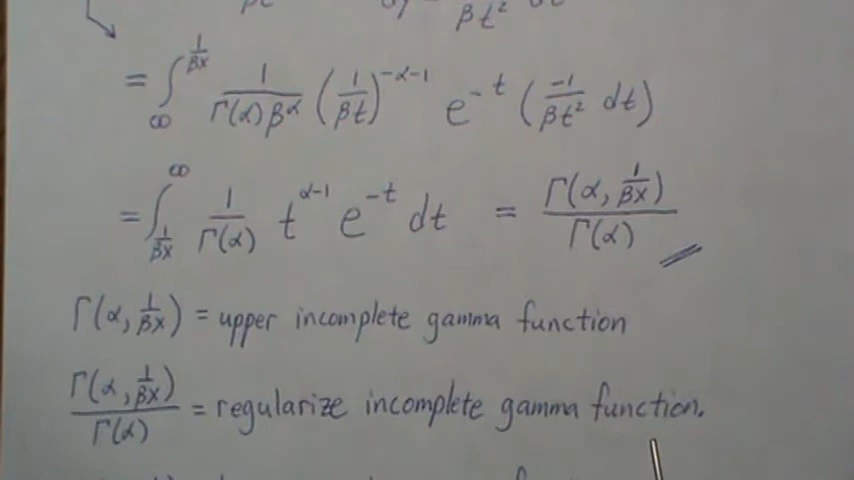 βt²
= ∫_∞^{1/βx} 1/(Γ(α)β^α) (1/βt)^{-α-1} e^{-t} (-1/βt² dt)
= ∫_{1/βx}^∞ 1/Γ(α) t^{α-1} e^{-t} dt = Γ(α, 1/βx)/Γ(α)
Γ(α, 1/βx) = upper incomplete gamma function
Γ(α, 1/βx)/Γ(α) = regularize incomplete gamma function.